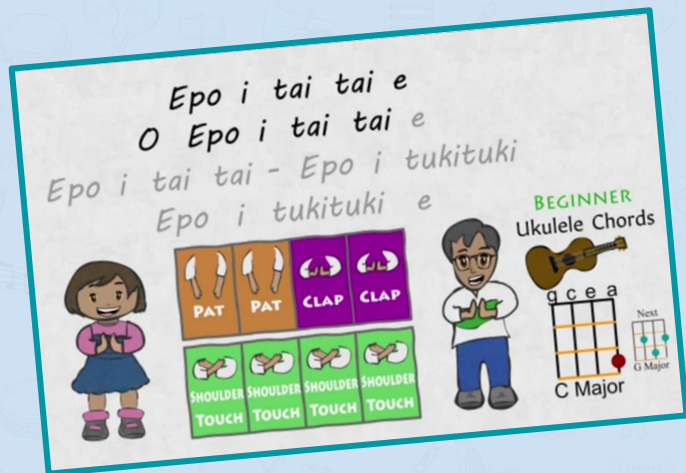 Epo i tai tai e
O Epo i tai tai e
Epo i tai tai - Epo i tukituki
Epo i tukituki e
PAT PAT CLAP CLAP
SHOULDER TOUCH SHOULDER TOUCH SHOULDER TOUCH SHOULDER TOUCH
BEGINNER
Ukulele Chords
g c e a
C Major
Next
G Major